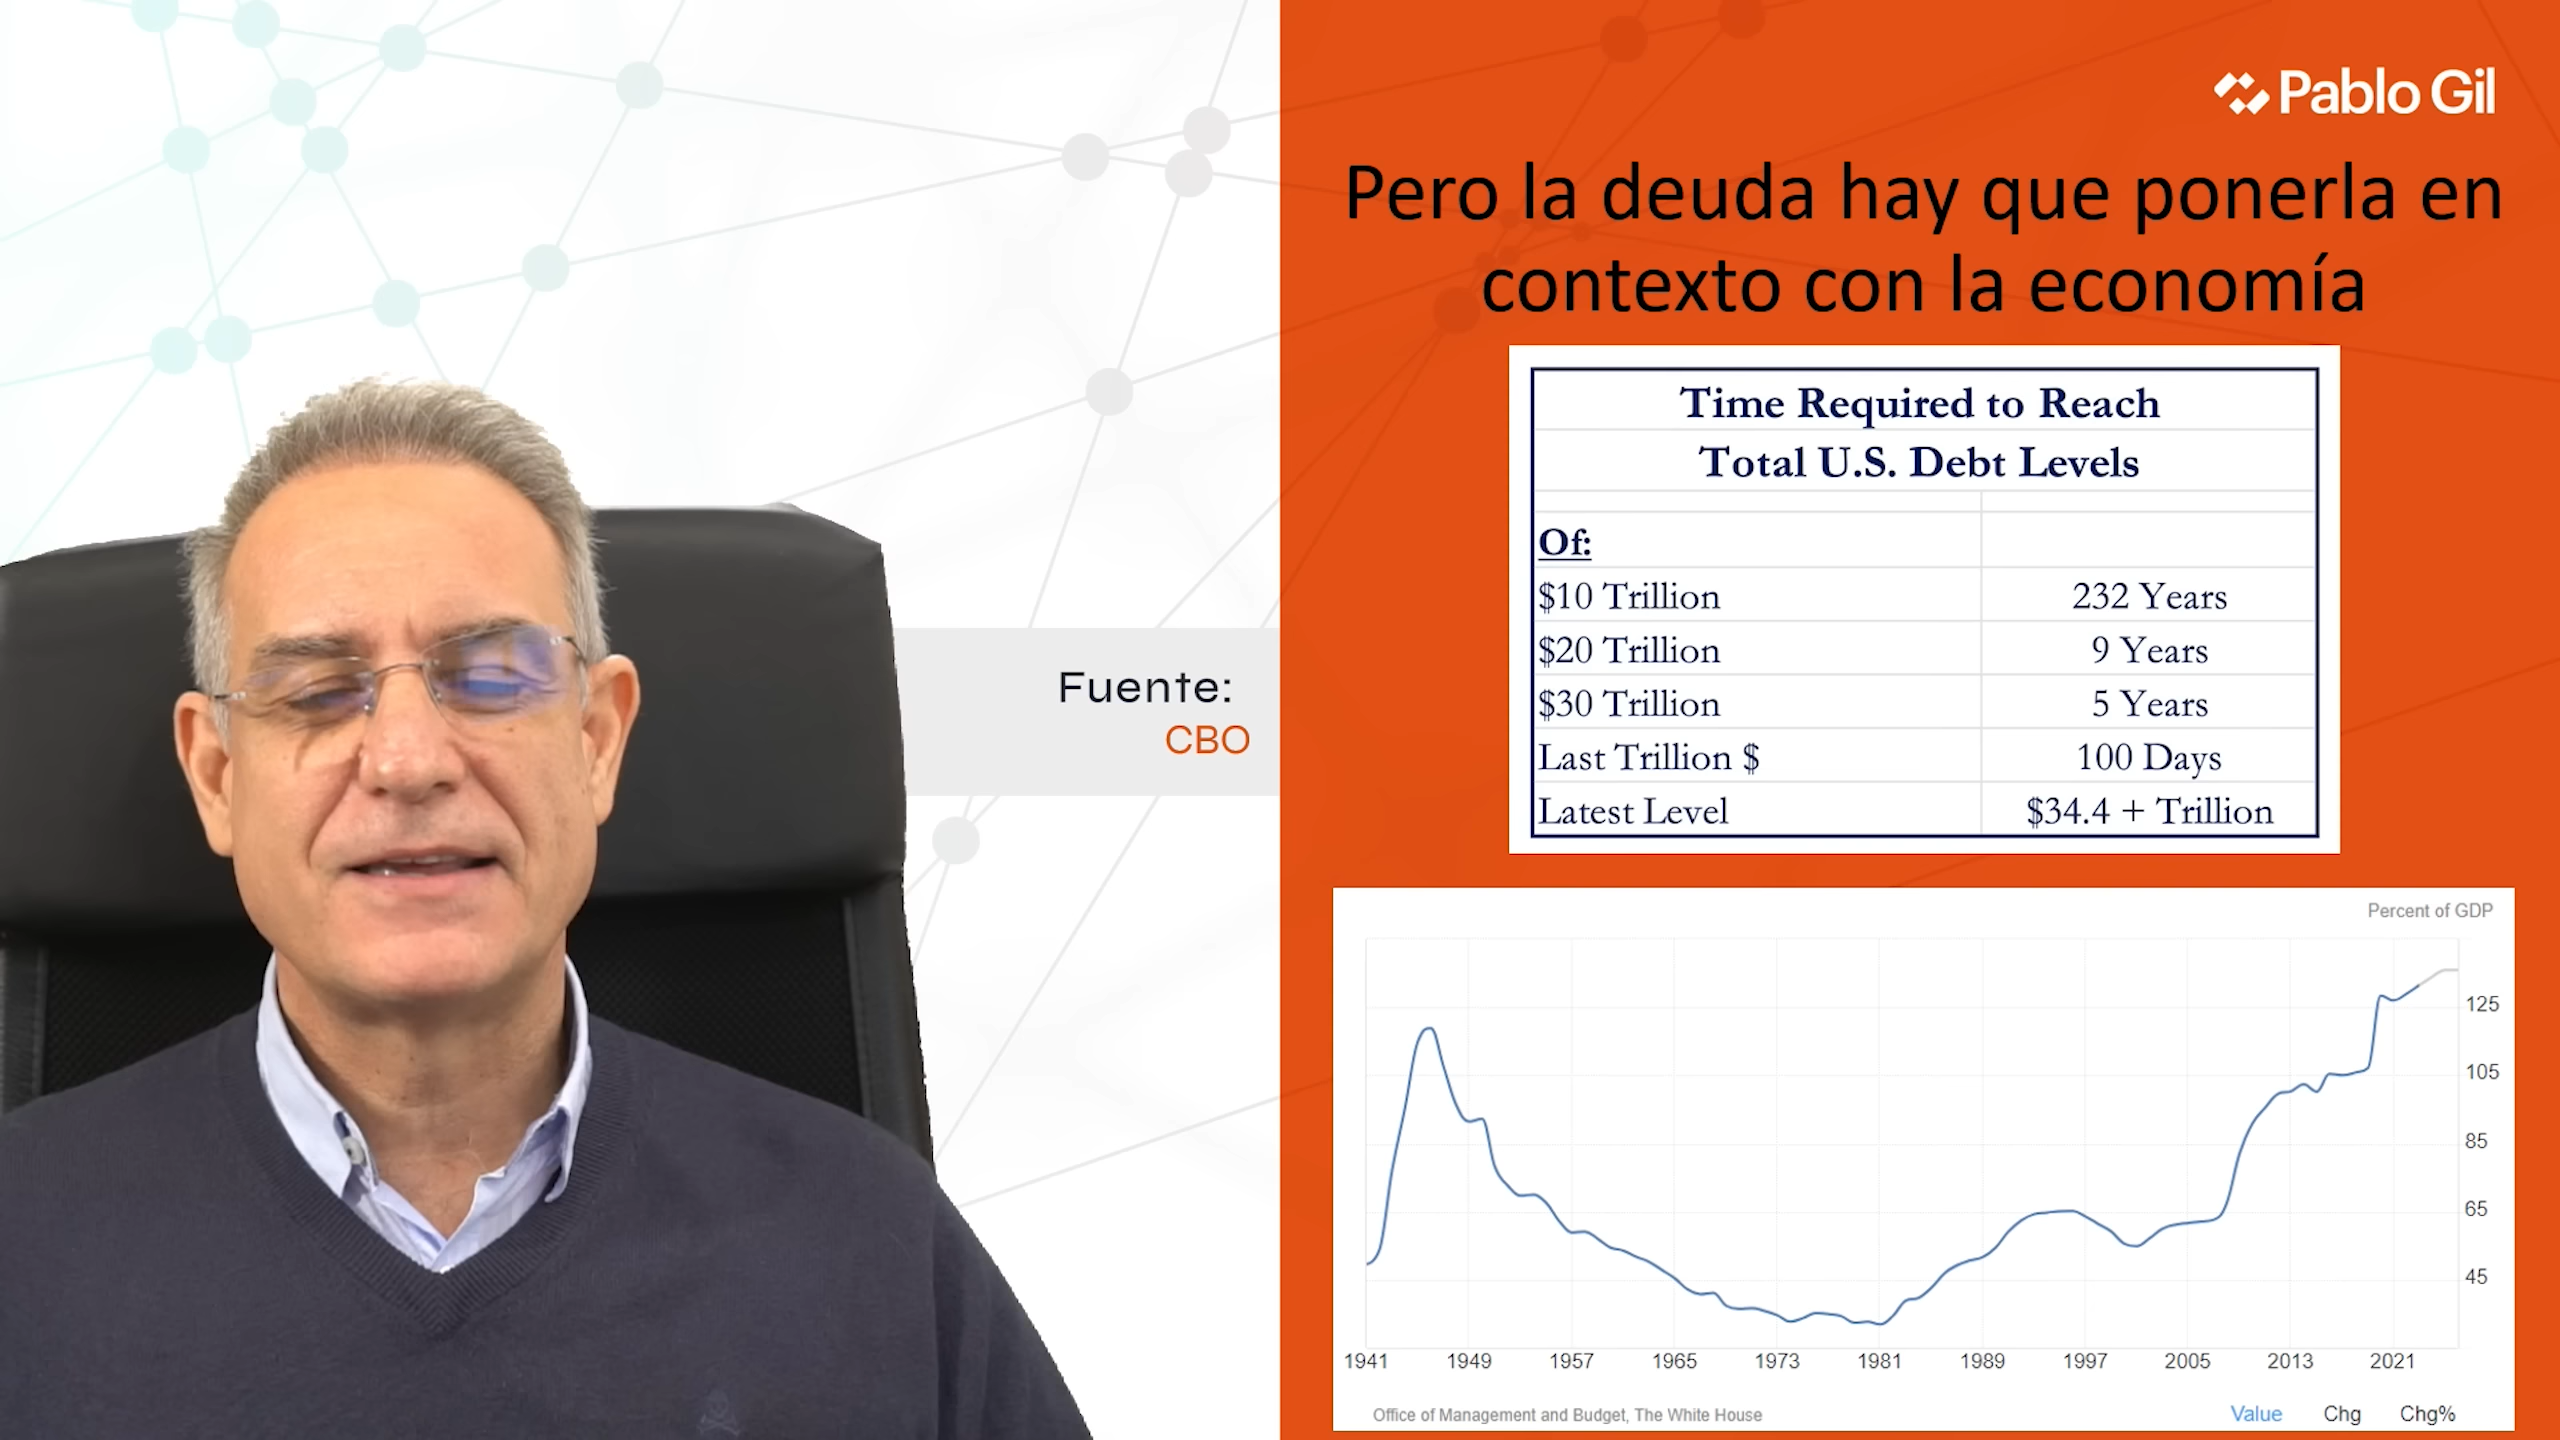 Pablo Gil
Pero la deuda hay que ponerla en
contexto con la economía
Time Required to Reach
Total U.S. Debt Levels
Of:
$10 Trillion 232 Years
$20 Trillion 9 Years
$30 Trillion 5 Years
Last Trillion $ 100 Days
Latest Level $34.4 + Trillion
Fuente:
CBO
Percent of GDP
125
105
85
65
45
1941 1949 1957 1965 1973 1981 1989 1997 2005 2013 2021
Office of Management and Budget, The White House Value Chg Chg%